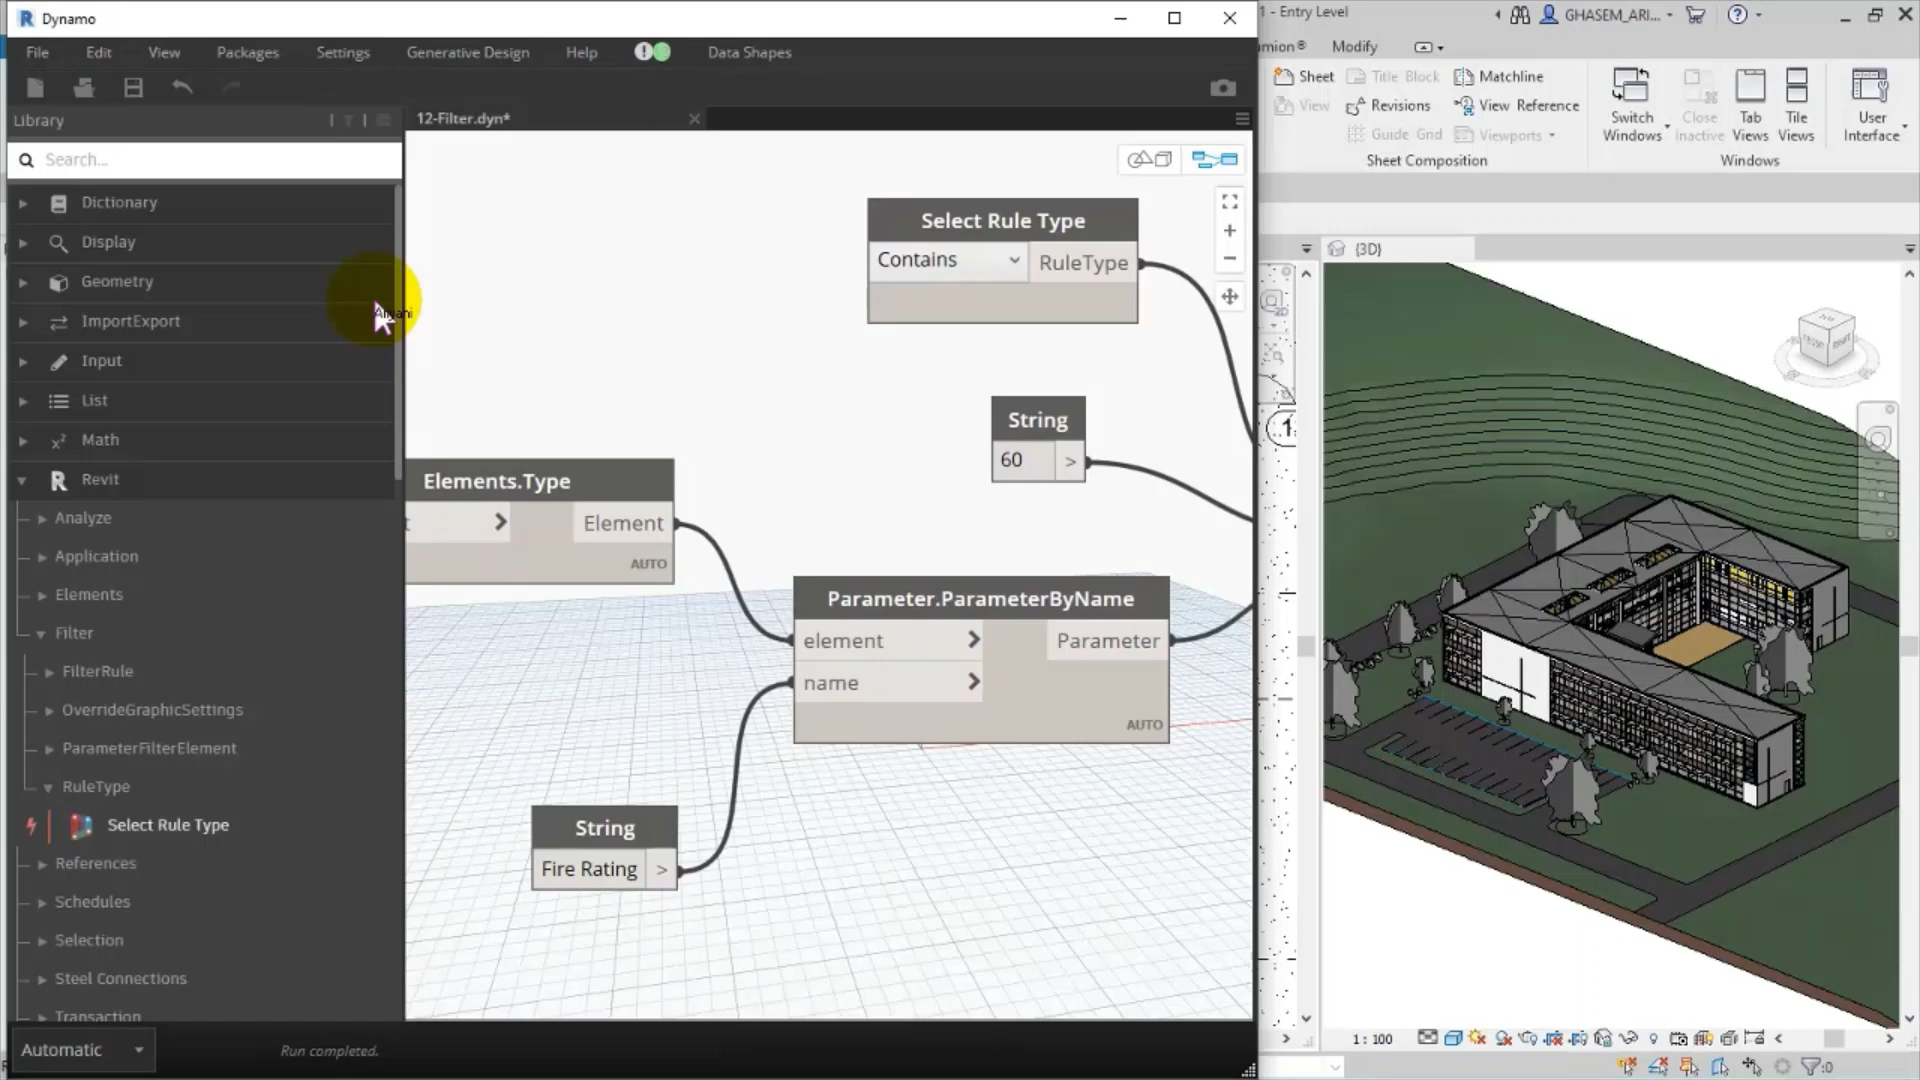 Dynamo
File Edit View Packages Settings Generative Design Help Data Shapes
Library
12-Filter.dyn*
Search...
Dictionary
Display
Geometry
ImportExport
Input
List
Math
Revit
Analyze
Application
Elements
Filter
FilterRule
OverrideGraphicSettings
ParameterFilterElement
RuleType
Select Rule Type
References
Schedules
Selection
Steel Connections
Transaction
Automatic
Run completed.
Select Rule Type
Contains
RuleType
String
60 >
Elements.Type
Element
AUTO
Parameter.ParameterByName
element
Parameter
name
AUTO
String
Fire Rating >
1 - Entry Level
GHASEM_ARI...
Modify
Sheet Title Block Matchline
View Revisions View Reference
Guide Grid Viewports
Sheet Composition
Switch Windows
Close Inactive
Tab Views
Tile Views
User Interface
Windows
{3D}
1
1 : 100
:0